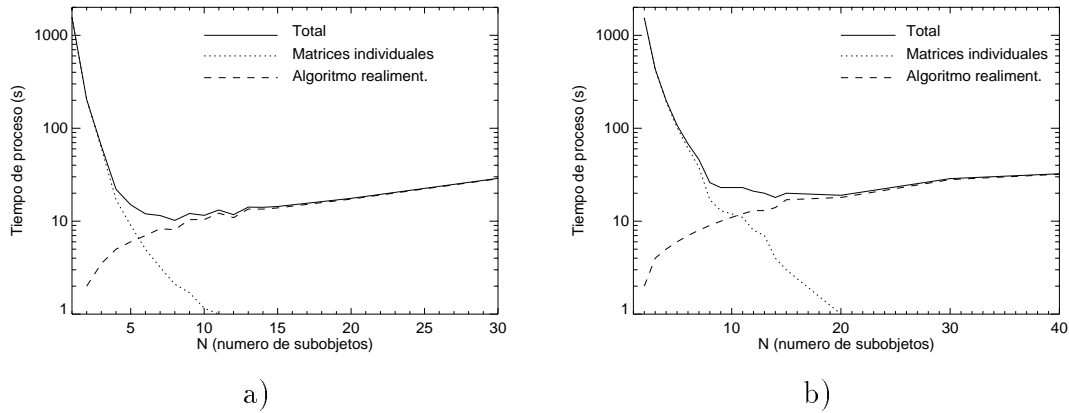 1000
100
10
1
Tiempo de proceso (s)
Total
Matrices individuales
Algoritmo realiment.
5 10 15 20 25 30
N (numero de subobjetos)
a)
1000
100
10
1
Tiempo de proceso (s)
Total
Matrices individuales
Algoritmo realiment.
10 20 30 40
N (numero de subobjetos)
b)